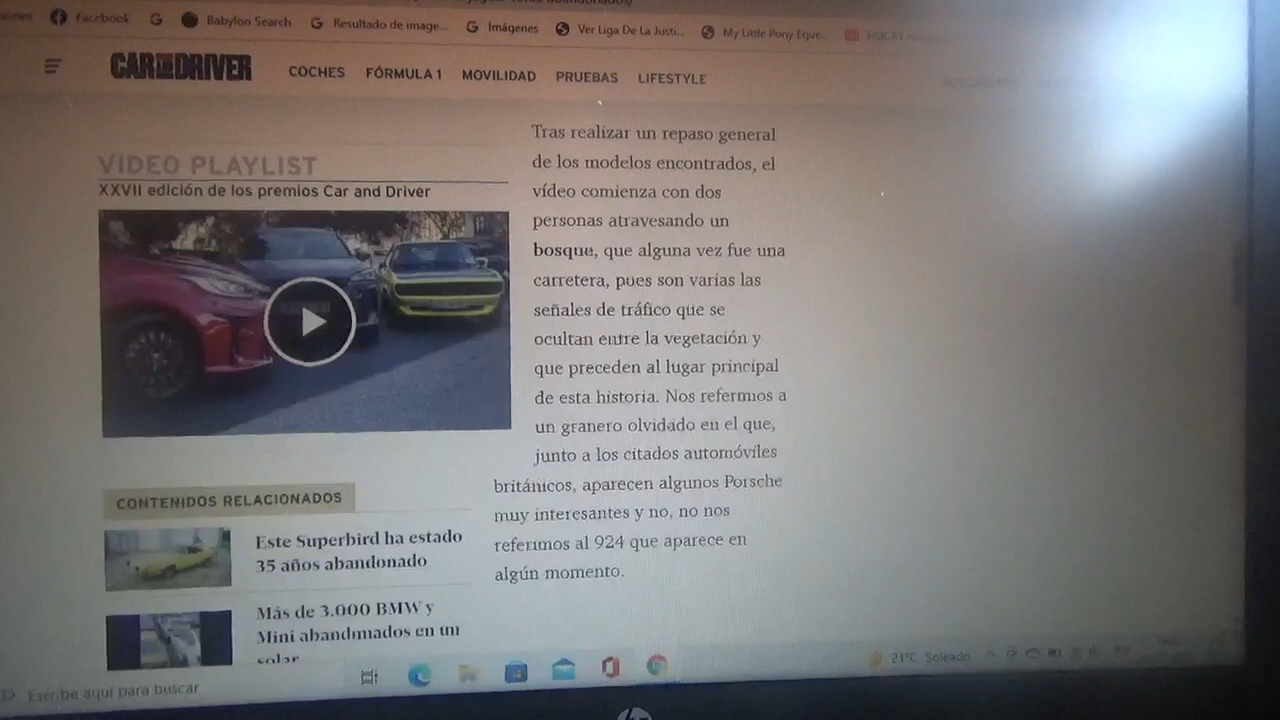 Facebook
Babylon Search
Resultado de image...
Imágenes
Ver Liga De La Justi...
My Little Pony Eque...
CAR AND DRIVER
COCHES FÓRMULA 1 MOVILIDAD PRUEBAS LIFESTYLE
VÍDEO PLAYLIST
XXVII edición de los premios Car and Driver
CONTENIDOS RELACIONADOS
Este Superbird ha estado
35 años abandonado
Más de 3.000 BMW y
Mini abandonados en un
solar
Tras realizar un repaso general
de los modelos encontrados, el
vídeo comienza con dos
personas atravesando un
bosque, que alguna vez fue una
carretera, pues son varias las
señales de tráfico que se
ocultan entre la vegetación y
que preceden al lugar principal
de esta historia. Nos referimos a
un granero olvidado en el que,
junto a los citados automóviles
británicos, aparecen algunos Porsche
muy interesantes y no, no nos
referimos al 924 que aparece en
algún momento.
Escribe aquí para buscar
21°C Soleado
hp